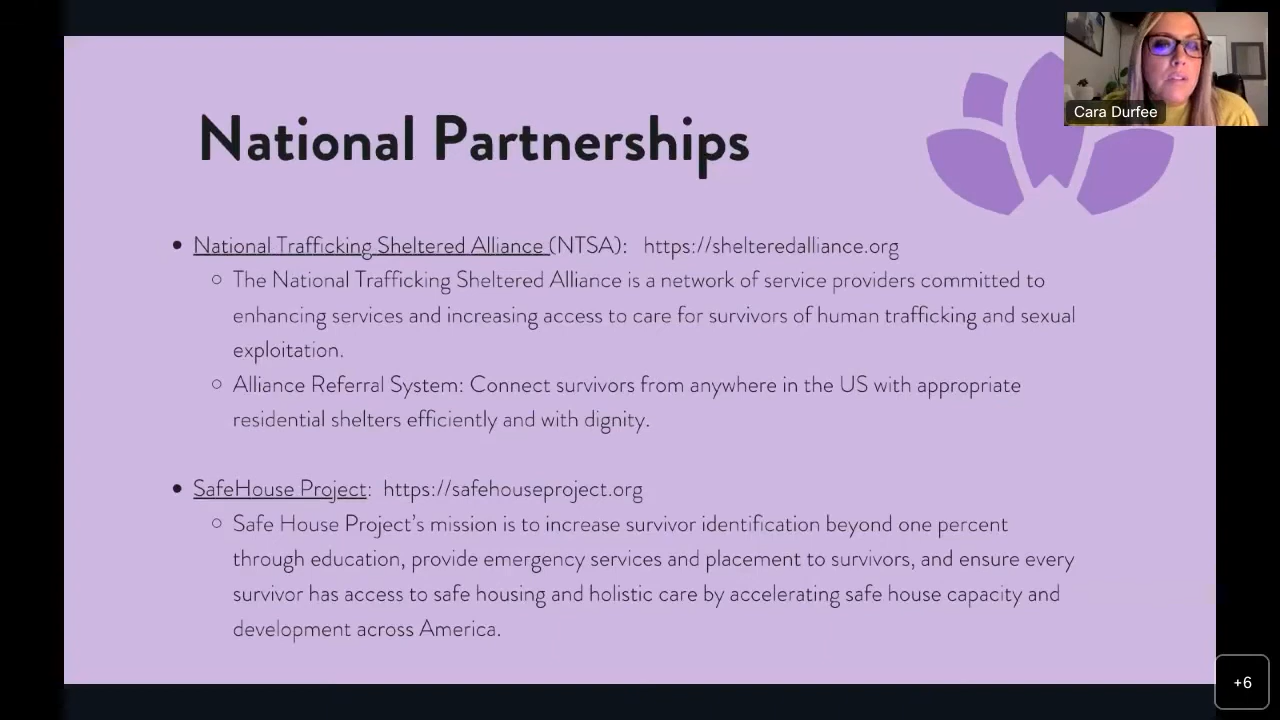 Cara Durfee
National Partnerships
• National Trafficking Sheltered Alliance (NTSA): https://shelteredalliance.org
○ The National Trafficking Sheltered Alliance is a network of service providers committed to
enhancing services and increasing access to care for survivors of human trafficking and sexual
exploitation.
○ Alliance Referral System: Connect survivors from anywhere in the US with appropriate
residential shelters efficiently and with dignity.
• SafeHouse Project: https://safehouseproject.org
○ Safe House Project's mission is to increase survivor identification beyond one percent
through education, provide emergency services and placement to survivors, and ensure every
survivor has access to safe housing and holistic care by accelerating safe house capacity and
development across America.
+6